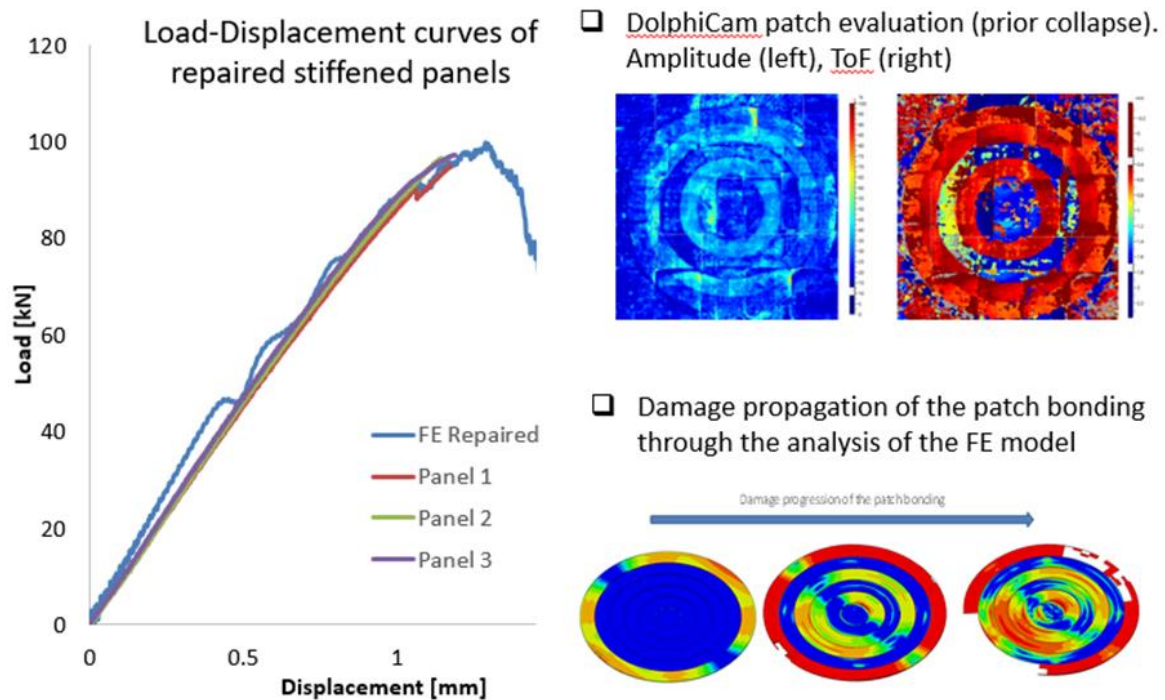 Load-Displacement curves of
repaired stiffened panels
120
100
80
60
40
20
0
Load [kN]
0
0.5
1
Displacement [mm]
FE Repaired
Panel 1
Panel 2
Panel 3
❑ DolphiCam patch evaluation (prior collapse).
Amplitude (left), ToF (right)
❑ Damage propagation of the patch bonding
through the analysis of the FE model
Damage progression of the patch bonding